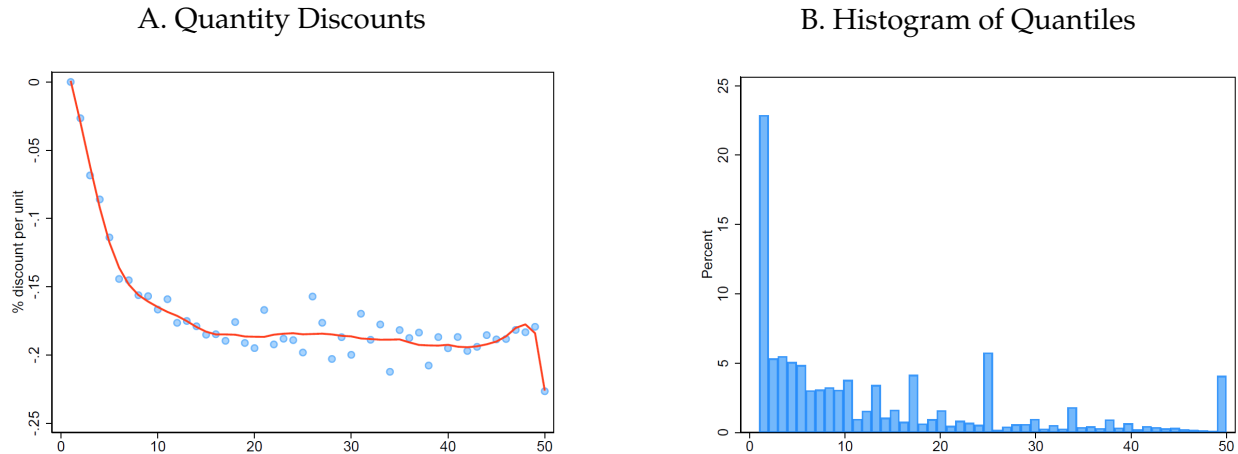 A. Quantity Discounts
% discount per unit
0
-.05
-.1
-.15
-.2
-.25
0 10 20 30 40 50
B. Histogram of Quantiles
Percent
25
20
15
10
5
0
0 10 20 30 40 50